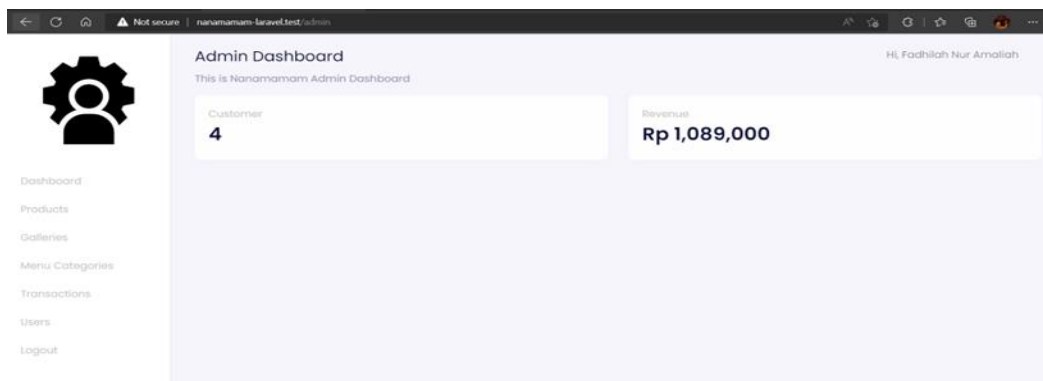 Not secure | nanamamam-laravel.test/admin
Admin Dashboard
Hi, Fadhilah Nur Amaliah
This is Nanamamam Admin Dashboard
Customer
4
Revenue
Rp 1,089,000
Dashboard
Products
Galleries
Menu Categories
Transactions
Users
Logout